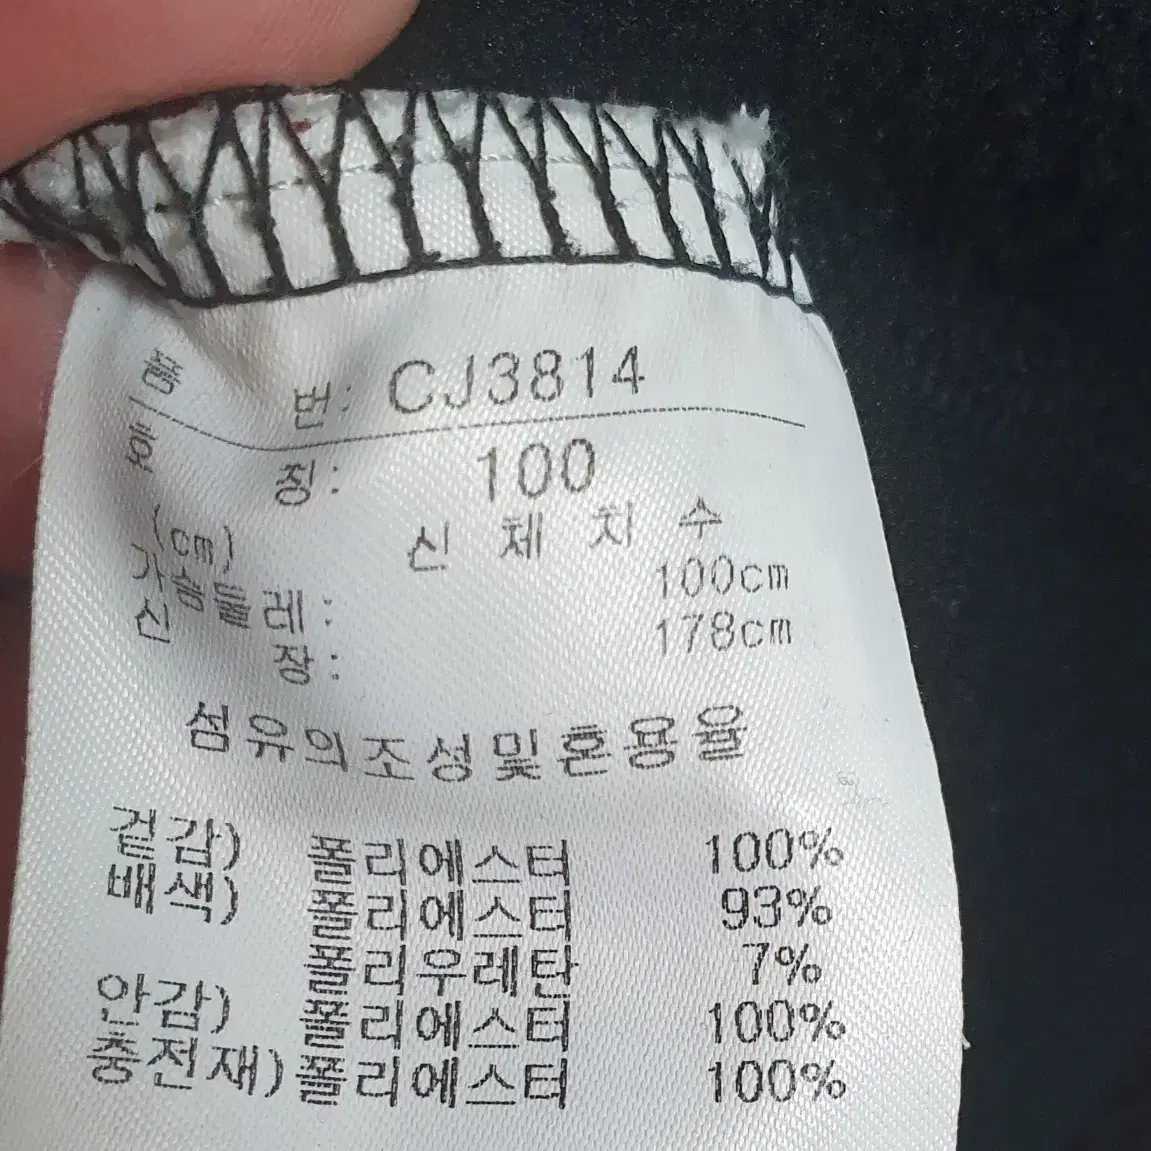 품 번: CJ3814
호 칭: 100
(cm) 신 체 치 수
가슴둘레: 100cm
신 장: 178cm
섬유의조성및혼용율
겉감) 폴리에스터 100%
배색) 폴리에스터 93%
폴리우레탄 7%
안감) 폴리에스터 100%
충전재) 폴리에스터 100%